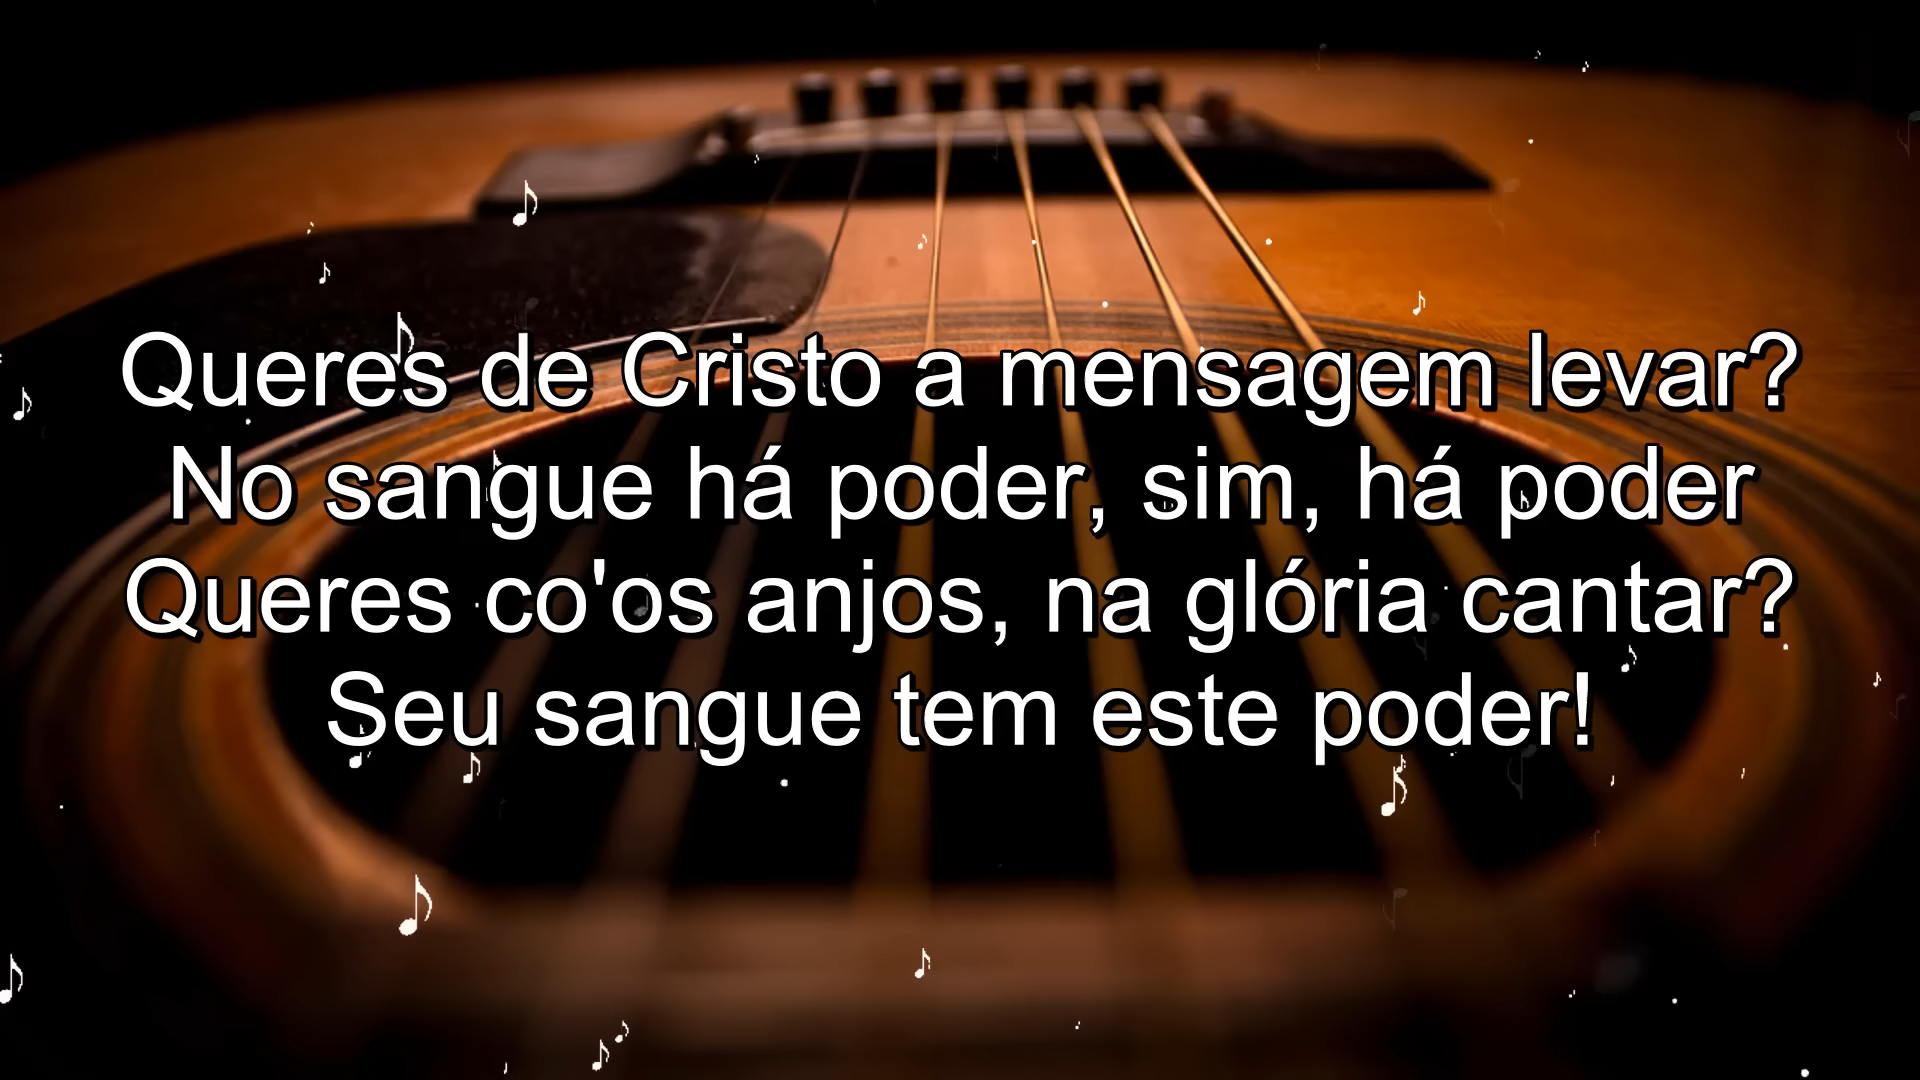 Queres de Cristo a mensagem levar?
No sangue há poder, sim, há poder
Queres co'os anjos, na glória cantar?
Seu sangue tem este poder!